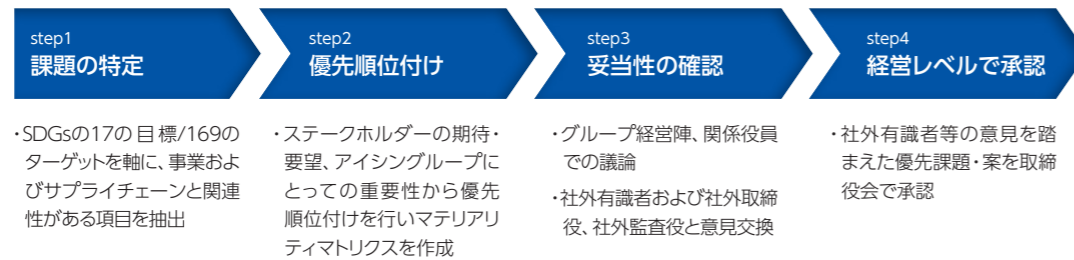 step1
課題の特定
・SDGsの17の目標/169の
ターゲットを軸に、事業およ
びサプライチェーンと関連
性がある項目を抽出
step2
優先順位付け
・ステークホルダーの期待・
要望、アイシングループに
とっての重要性から優先
順位付けを行いマテリアリ
ティマトリクスを作成
step3
妥当性の確認
・グループ経営陣、関係役員
での議論
・社外有識者および社外取締
役、社外監査役と意見交換
step4
経営レベルで承認
・社外有識者等の意見を踏
まえた優先課題・案を取締
役会で承認